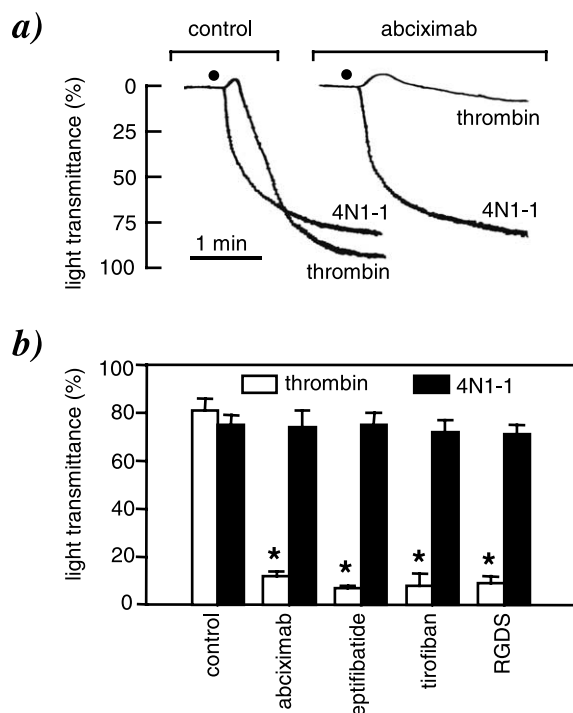 a)
control
abciximab
light transmittance (%)
0
25
50
75
100
1 min
4N1-1
thrombin
thrombin
4N1-1
b)
light transmittance (%)
100
80
60
40
20
0
thrombin
4N1-1
* * * *
control
abciximab
eptifibatide
tirofiban
RGDS